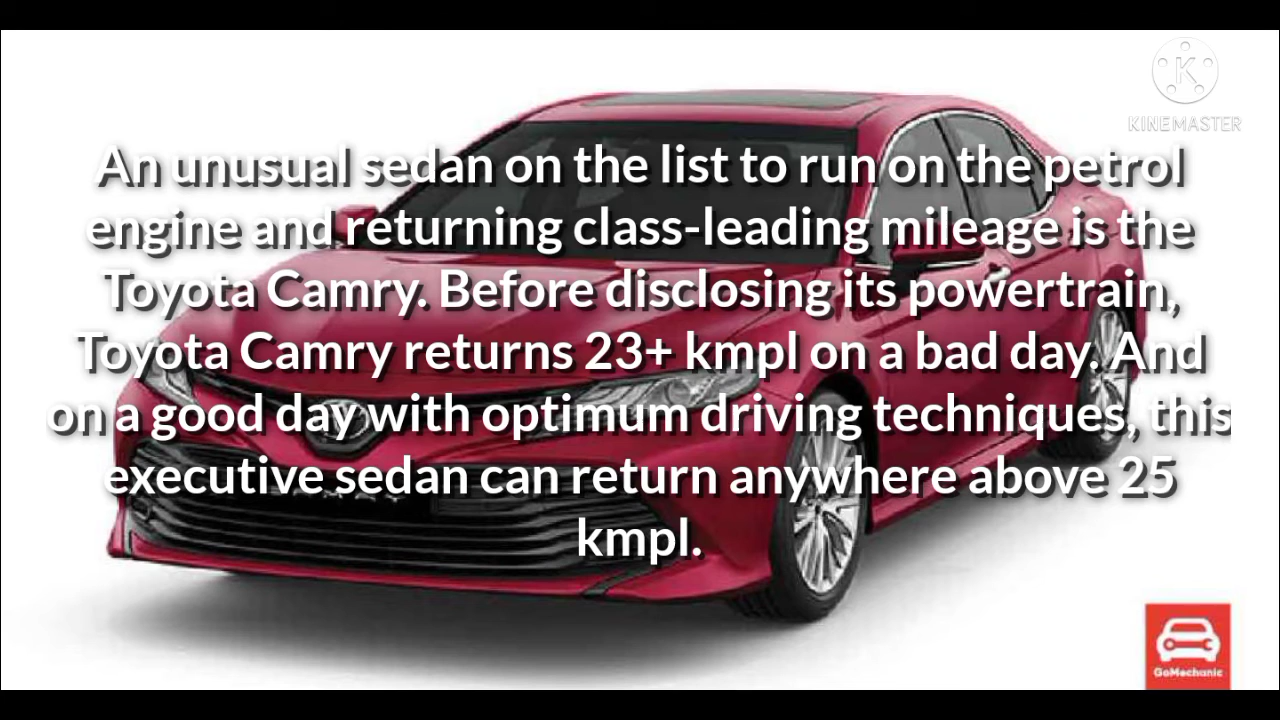 KINEMASTER
An unusual sedan on the list to run on the petrol
engine and returning class-leading mileage is the
Toyota Camry. Before disclosing its powertrain,
Toyota Camry returns 23+ kmpl on a bad day. And
on a good day with optimum driving techniques, this
executive sedan can return anywhere above 25
kmpl.
GoMechanic